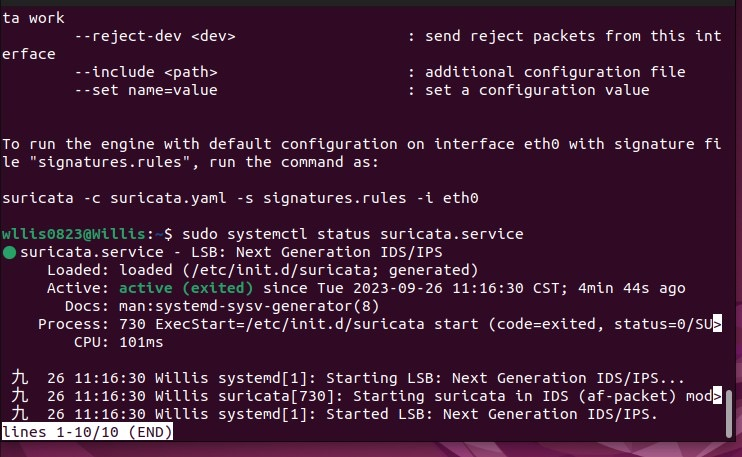 ta work
        --reject-dev <dev>                   : send reject packets from this int
erface
        --include <path>                     : additional configuration file
        --set name=value                     : set a configuration value
To run the engine with default configuration on interface eth0 with signature fi
le "signatures.rules", run the command as:
suricata -c suricata.yaml -s signatures.rules -i eth0
wllis0823@Willis:~$ sudo systemctl status suricata.service
● suricata.service - LSB: Next Generation IDS/IPS
     Loaded: loaded (/etc/init.d/suricata; generated)
     Active: active (exited) since Tue 2023-09-26 11:16:30 CST; 4min 44s ago
       Docs: man:systemd-sysv-generator(8)
    Process: 730 ExecStart=/etc/init.d/suricata start (code=exited, status=0/SU>
        CPU: 101ms
九  26 11:16:30 Willis systemd[1]: Starting LSB: Next Generation IDS/IPS...
九  26 11:16:30 Willis suricata[730]: Starting suricata in IDS (af-packet) mod>
九  26 11:16:30 Willis systemd[1]: Started LSB: Next Generation IDS/IPS.
lines 1-10/10 (END)